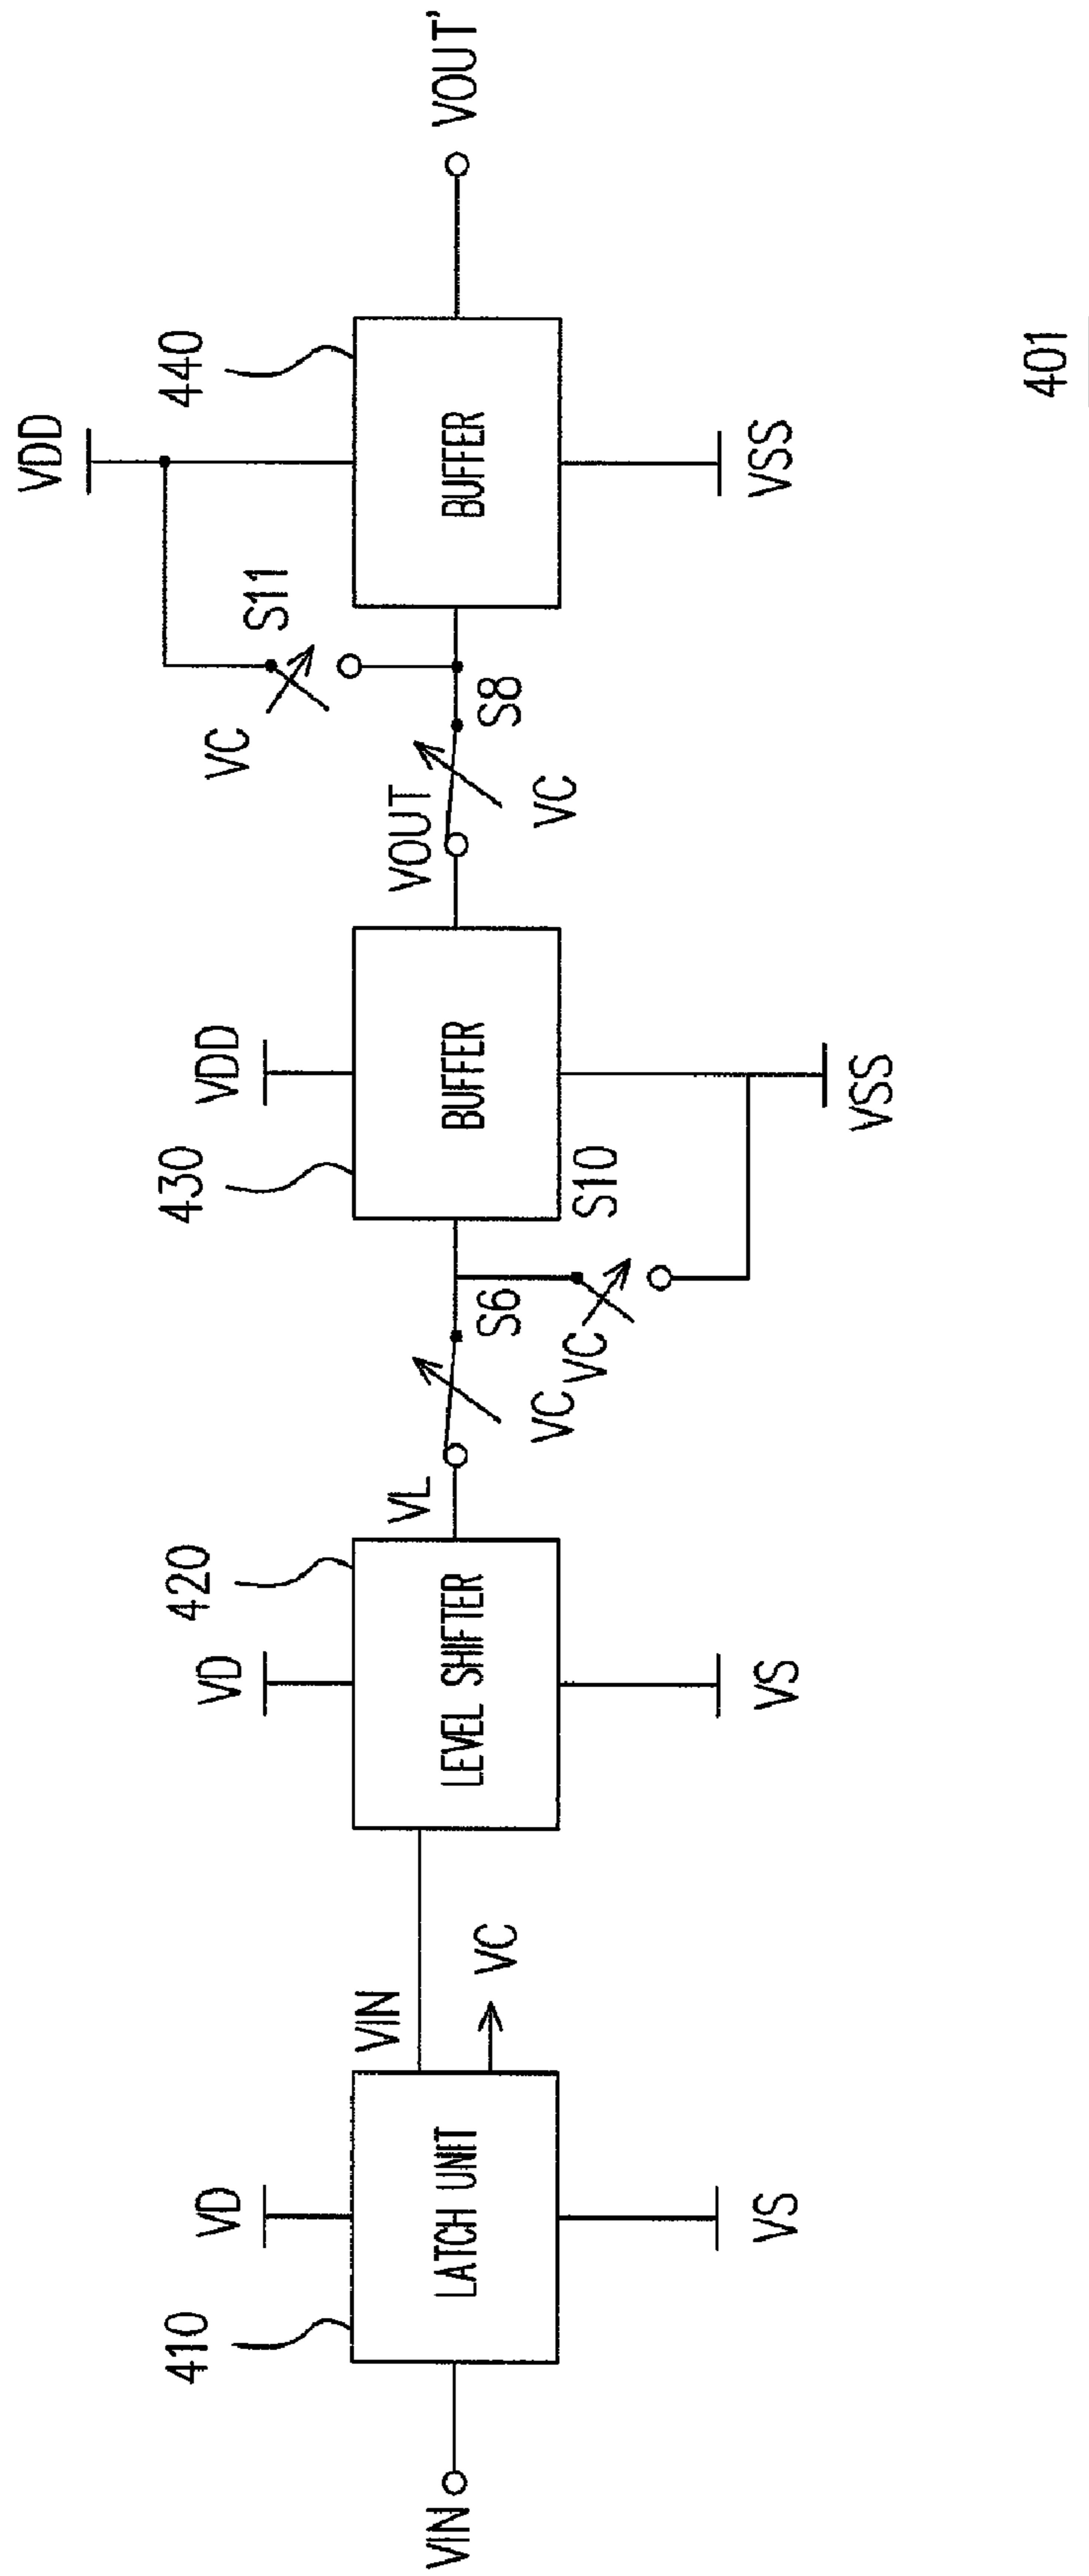 VIN
410
LATCH UNIT
VD
VS
VIN
VC
420
LEVEL SHIFTER
VD
VS
VL
S6
VC
S10
VC
430
BUFFER
VDD
VSS
VOUT
S8
VC
S11
VC
440
BUFFER
VDD
VSS
VOUT'
401